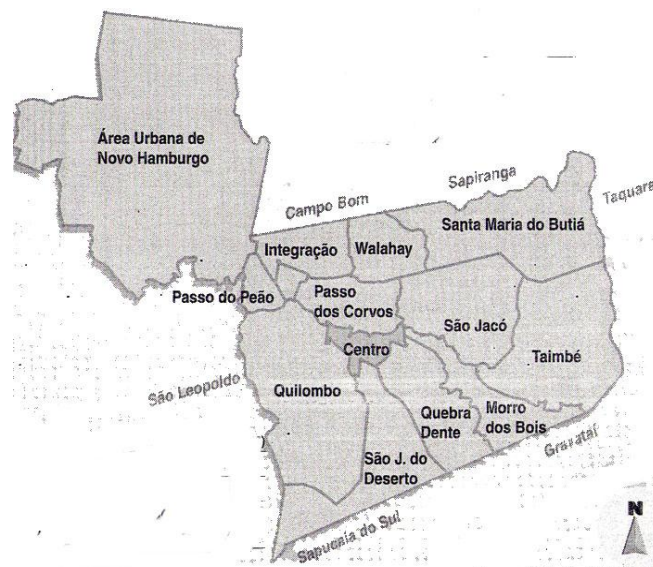 Área Urbana de
Novo Hamburgo
Campo Bom
Sapiranga
Taquara
Santa Maria do Butiá
Integração
Walahay
Passo do Peão
Passo
dos Corvos
São Jacó
Centro
Taimbé
São Leopoldo
Quilombo
Quebra
Dente
Morro
dos Bois
Gravataí
São J. do
Deserto
Sapucaia do Sul
N